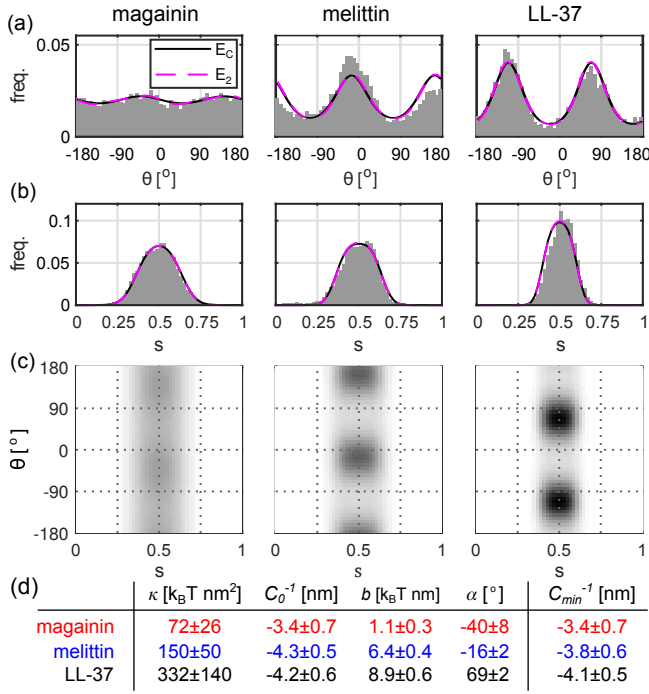 magainin melittin LL-37
(a)
0.05
freq.
0
E_C
E_2
-180 -90 0 90 180 -180 -90 0 90 180 -180 -90 0 90 180
θ [°] θ [°] θ [°]
(b)
0.1
0.05
freq.
0
0 0.25 0.5 0.75 1 0 0.25 0.5 0.75 1 0 0.25 0.5 0.75 1
s s s
(c)
180
90
0
-90
-180
θ [°]
0 0.5 1 0 0.5 1 0 0.5 1
s s s
(d)
κ [k_BT nm²] C_0^-1 [nm] b [k_BT nm] α [°] C_min^-1 [nm]
magainin 72±26 -3.4±0.7 1.1±0.3 -40±8 -3.4±0.7
melittin 150±50 -4.3±0.5 6.4±0.4 -16±2 -3.8±0.6
LL-37 332±140 -4.2±0.6 8.9±0.6 69±2 -4.1±0.5